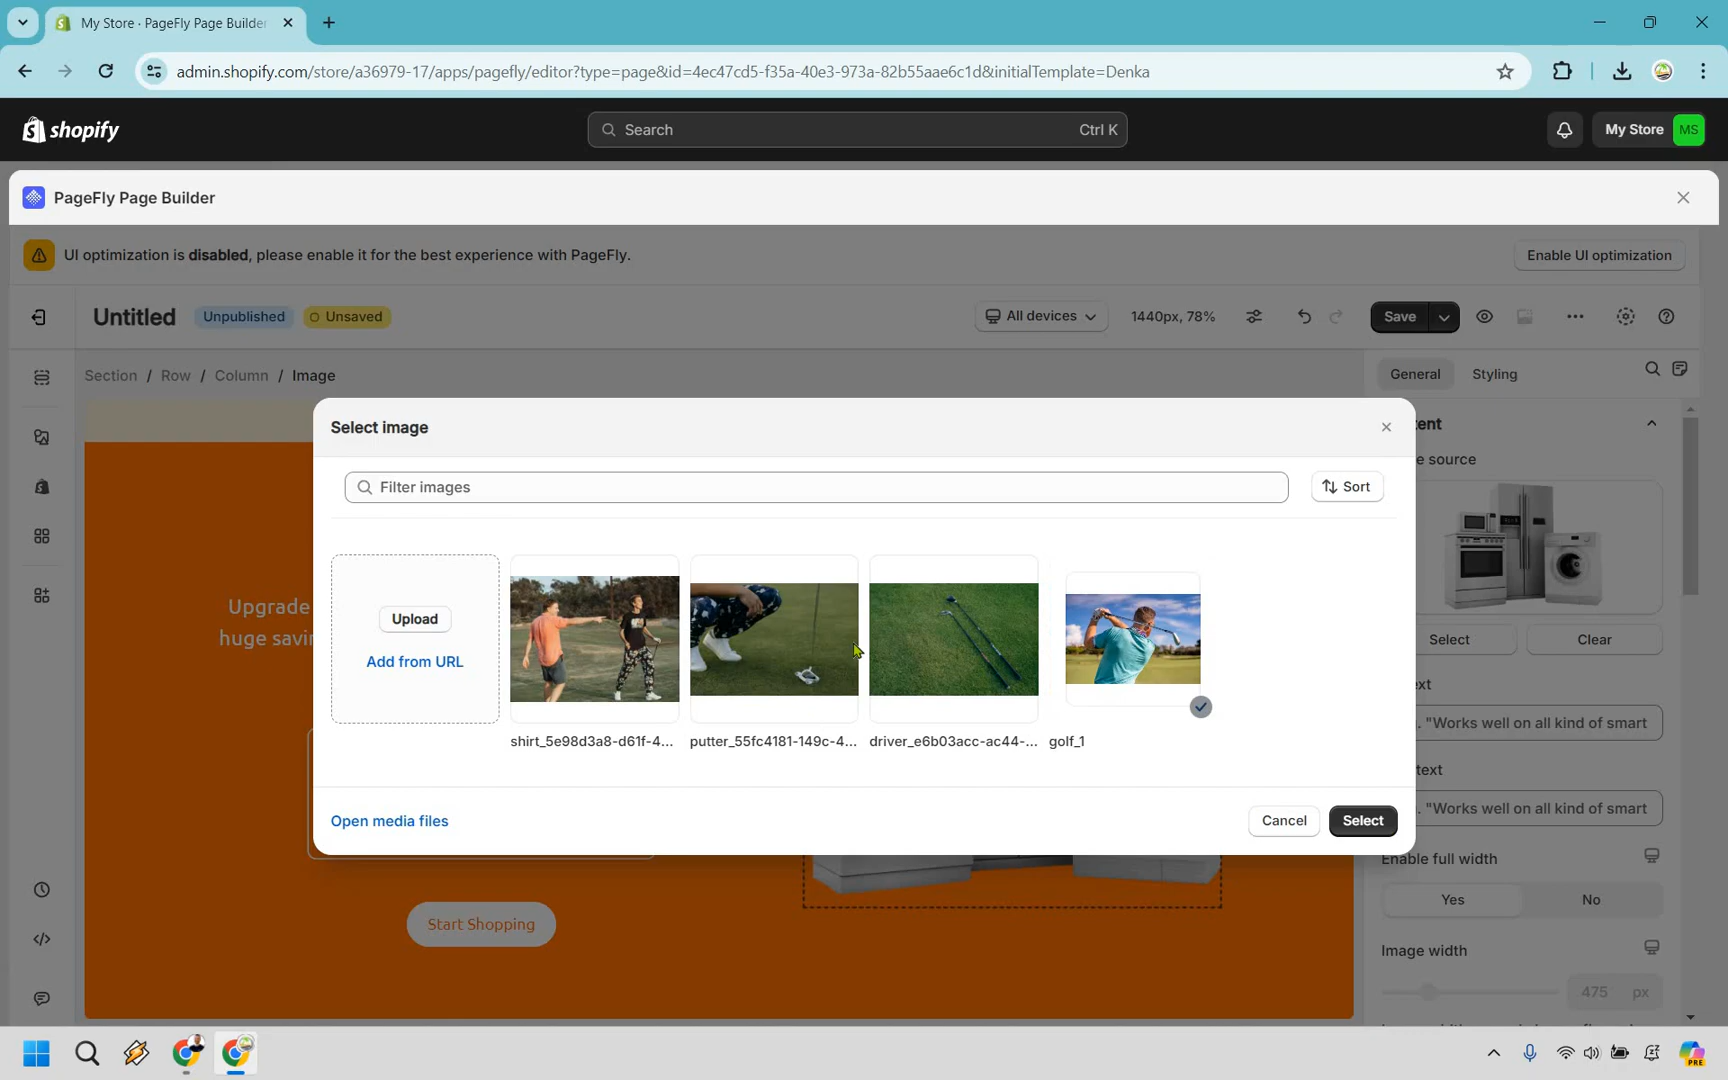 My Store · PageFly Page Builder
admin.shopify.com/store/a36979-17/apps/pagefly/editor?type=page&id=4ec47cd5-f35a-40e3-973a-82b55aae6c1d&initialTemplate=Denka
shopify
Search
Ctrl K
My Store
MS
PageFly Page Builder
UI optimization is disabled, please enable it for the best experience with PageFly.
Enable UI optimization
Untitled
Unpublished
Unsaved
All devices
1440px, 78%
Save
Section / Row / Column / Image
General
Styling
Select image
tent
e source
Filter images
Sort
Upgrade
huge savin
Upload
Add from URL
Select
Clear
ext
. "Works well on all kind of smart
shirt_5e98d3a8-d61f-4...
putter_55fc4181-149c-4...
driver_e6b03acc-ac44-...
golf_1
text
. "Works well on all kind of smart
Open media files
Cancel
Select
Enable full width
Yes
No
Start Shopping
Image width
475
px
PRE